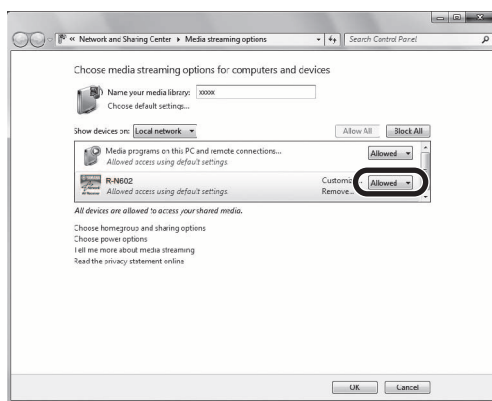 « Network and Sharing Center ▸ Media streaming options
Search Control Panel
Choose media streaming options for computers and devices
Name your media library: xxxxx
Choose default settings...
Show devices on: Local network
Allow All Block All
Media programs on this PC and remote connections...
Allowed access using default settings.
Allowed
R-N602
Allowed access using default settings.
Remove...
Allowed
All devices are allowed to access your shared media.
Choose homegroup and sharing options
Choose power options
Tell me more about media streaming
Read the privacy statement online
OK Cancel